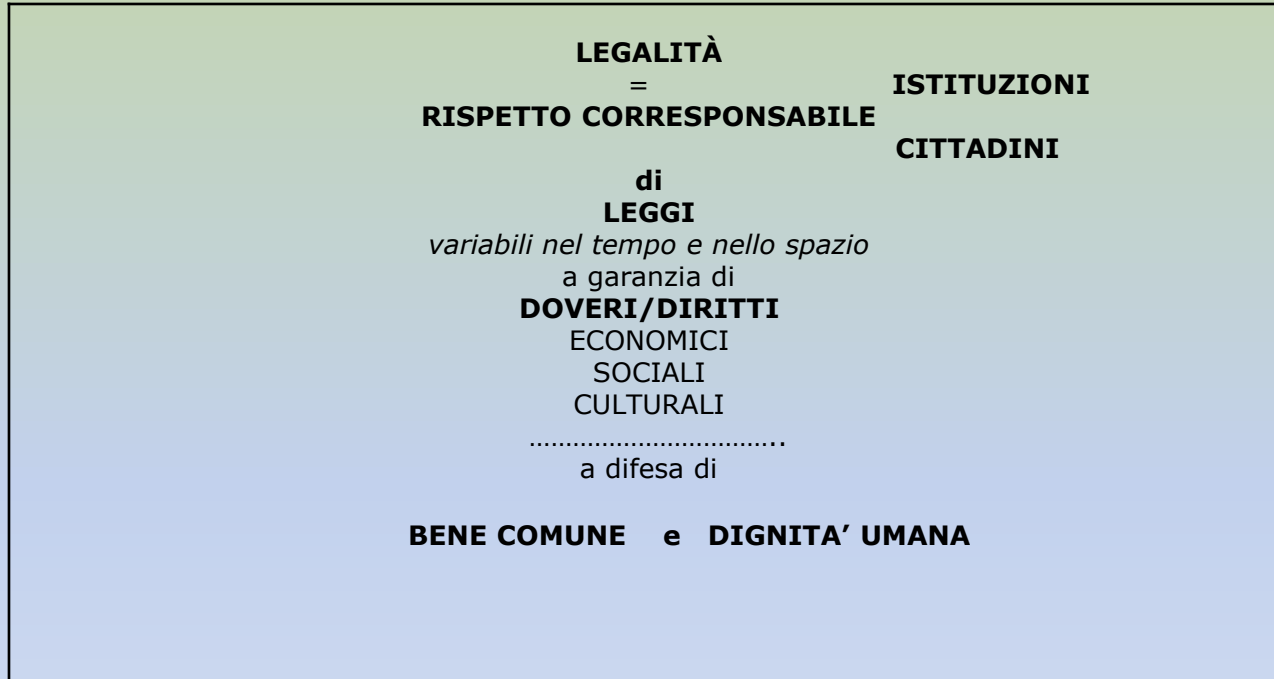 LEGALITÀ
= ISTITUZIONI
RISPETTO CORRESPONSABILE
CITTADINI
di
LEGGI
variabili nel tempo e nello spazio
a garanzia di
DOVERI/DIRITTI
ECONOMICI
SOCIALI
CULTURALI
……………………………..
a difesa di
BENE COMUNE e DIGNITA’ UMANA